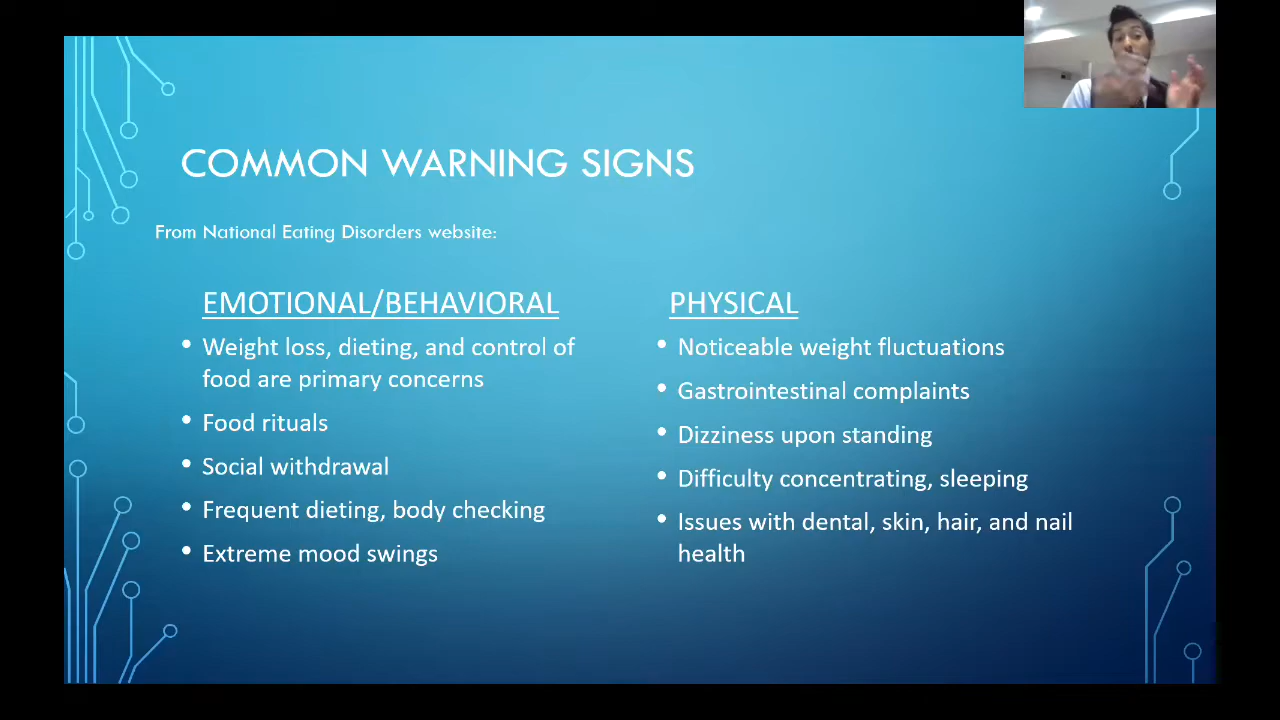 COMMON WARNING SIGNS
From National Eating Disorders website:
EMOTIONAL/BEHAVIORAL
• Weight loss, dieting, and control of
food are primary concerns
• Food rituals
• Social withdrawal
• Frequent dieting, body checking
• Extreme mood swings
PHYSICAL
• Noticeable weight fluctuations
• Gastrointestinal complaints
• Dizziness upon standing
• Difficulty concentrating, sleeping
• Issues with dental, skin, hair, and nail
health